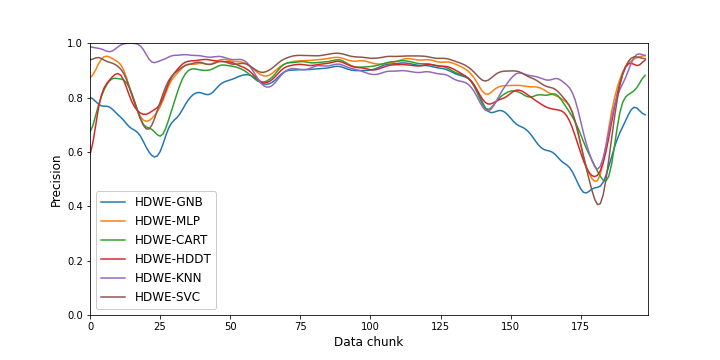 1.0
0.8
0.6
0.4
0.2
0.0
Precision
HDWE-GNB
HDWE-MLP
HDWE-CART
HDWE-HDDT
HDWE-KNN
HDWE-SVC
0 25 50 75 100 125 150 175
Data chunk